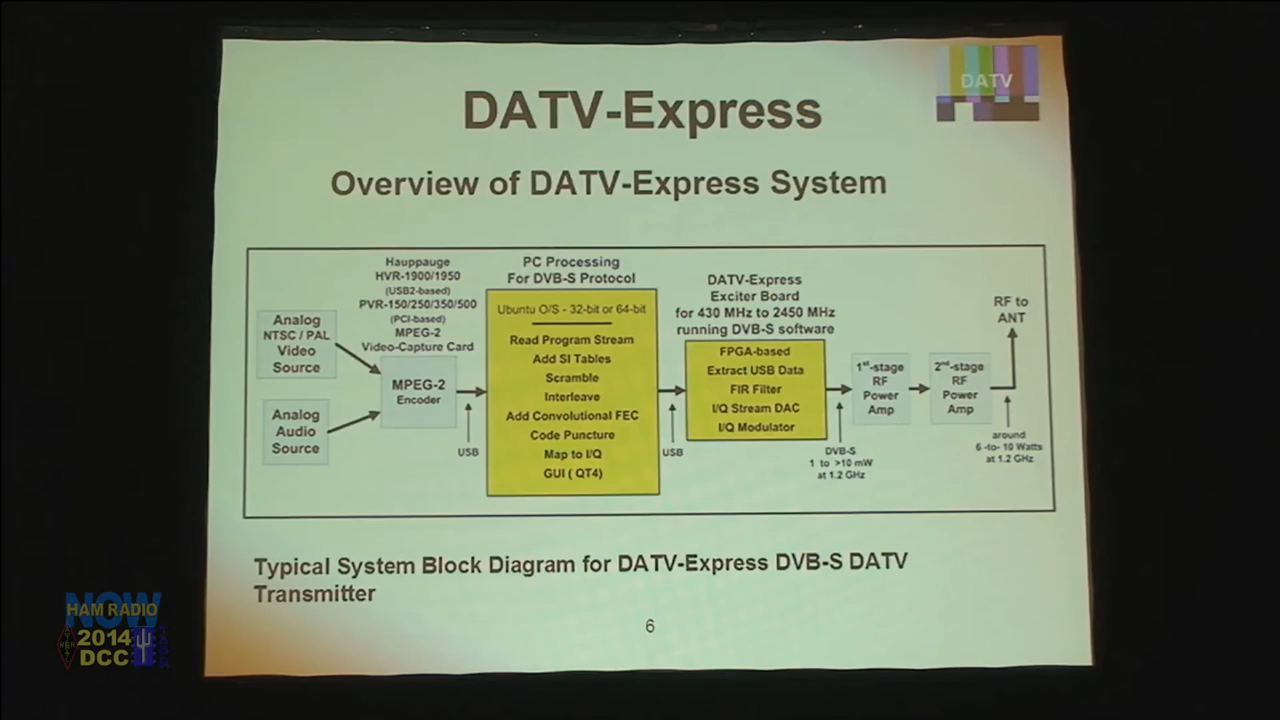 DATV
DATV-Express
Overview of DATV-Express System
Analog
NTSC / PAL
Video
Source
Analog
Audio
Source
Hauppauge
HVR-1900/1950
(USB2-based)
PVR-150/250/350/500
(PCI-based)
MPEG-2
Video-Capture Card
MPEG-2
Encoder
USB
PC Processing
For DVB-S Protocol
Ubuntu O/S - 32-bit or 64-bit
Read Program Stream
Add SI Tables
Scramble
Interleave
Add Convolutional FEC
Code Puncture
Map to I/Q
GUI ( QT4)
USB
DATV-Express
Exciter Board
for 430 MHz to 2450 MHz
running DVB-S software
FPGA-based
Extract USB Data
FIR Filter
I/Q Stream DAC
I/Q Modulator
DVB-S
1 to >10 mW
at 1.2 GHz
1st-stage
RF
Power
Amp
2nd-stage
RF
Power
Amp
RF to
ANT
around
6 -to- 10 Watts
at 1.2 GHz
Typical System Block Diagram for DATV-Express DVB-S DATV
Transmitter
6
NOW
HAM RADIO
2014
DCC